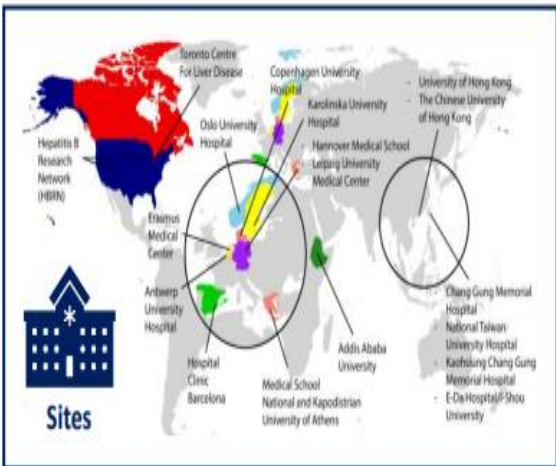 Toronto Centre
For Liver Disease
Copenhagen University
Hospital
- University of Hong Kong
- The Chinese University
of Hong Kong
Karolinska University
Hospital
Oslo University
Hospital
- Hannover Medical School
- Leipzig University
Medical Center
Hepatitis B
Research
Network
(HBRN)
Erasmus
Medical
Center
Antwerp
University
Hospital
Hospital
Clinic
Barcelona
Medical School
National and Kapodistrian
University of Athens
Addis Ababa
University
- Chang Gung Memorial
Hospital
- National Taiwan
University Hospital
- Kaohsiung Chang Gung
Memorial Hospital
- E-Da Hospital/I-Shou
University
Sites